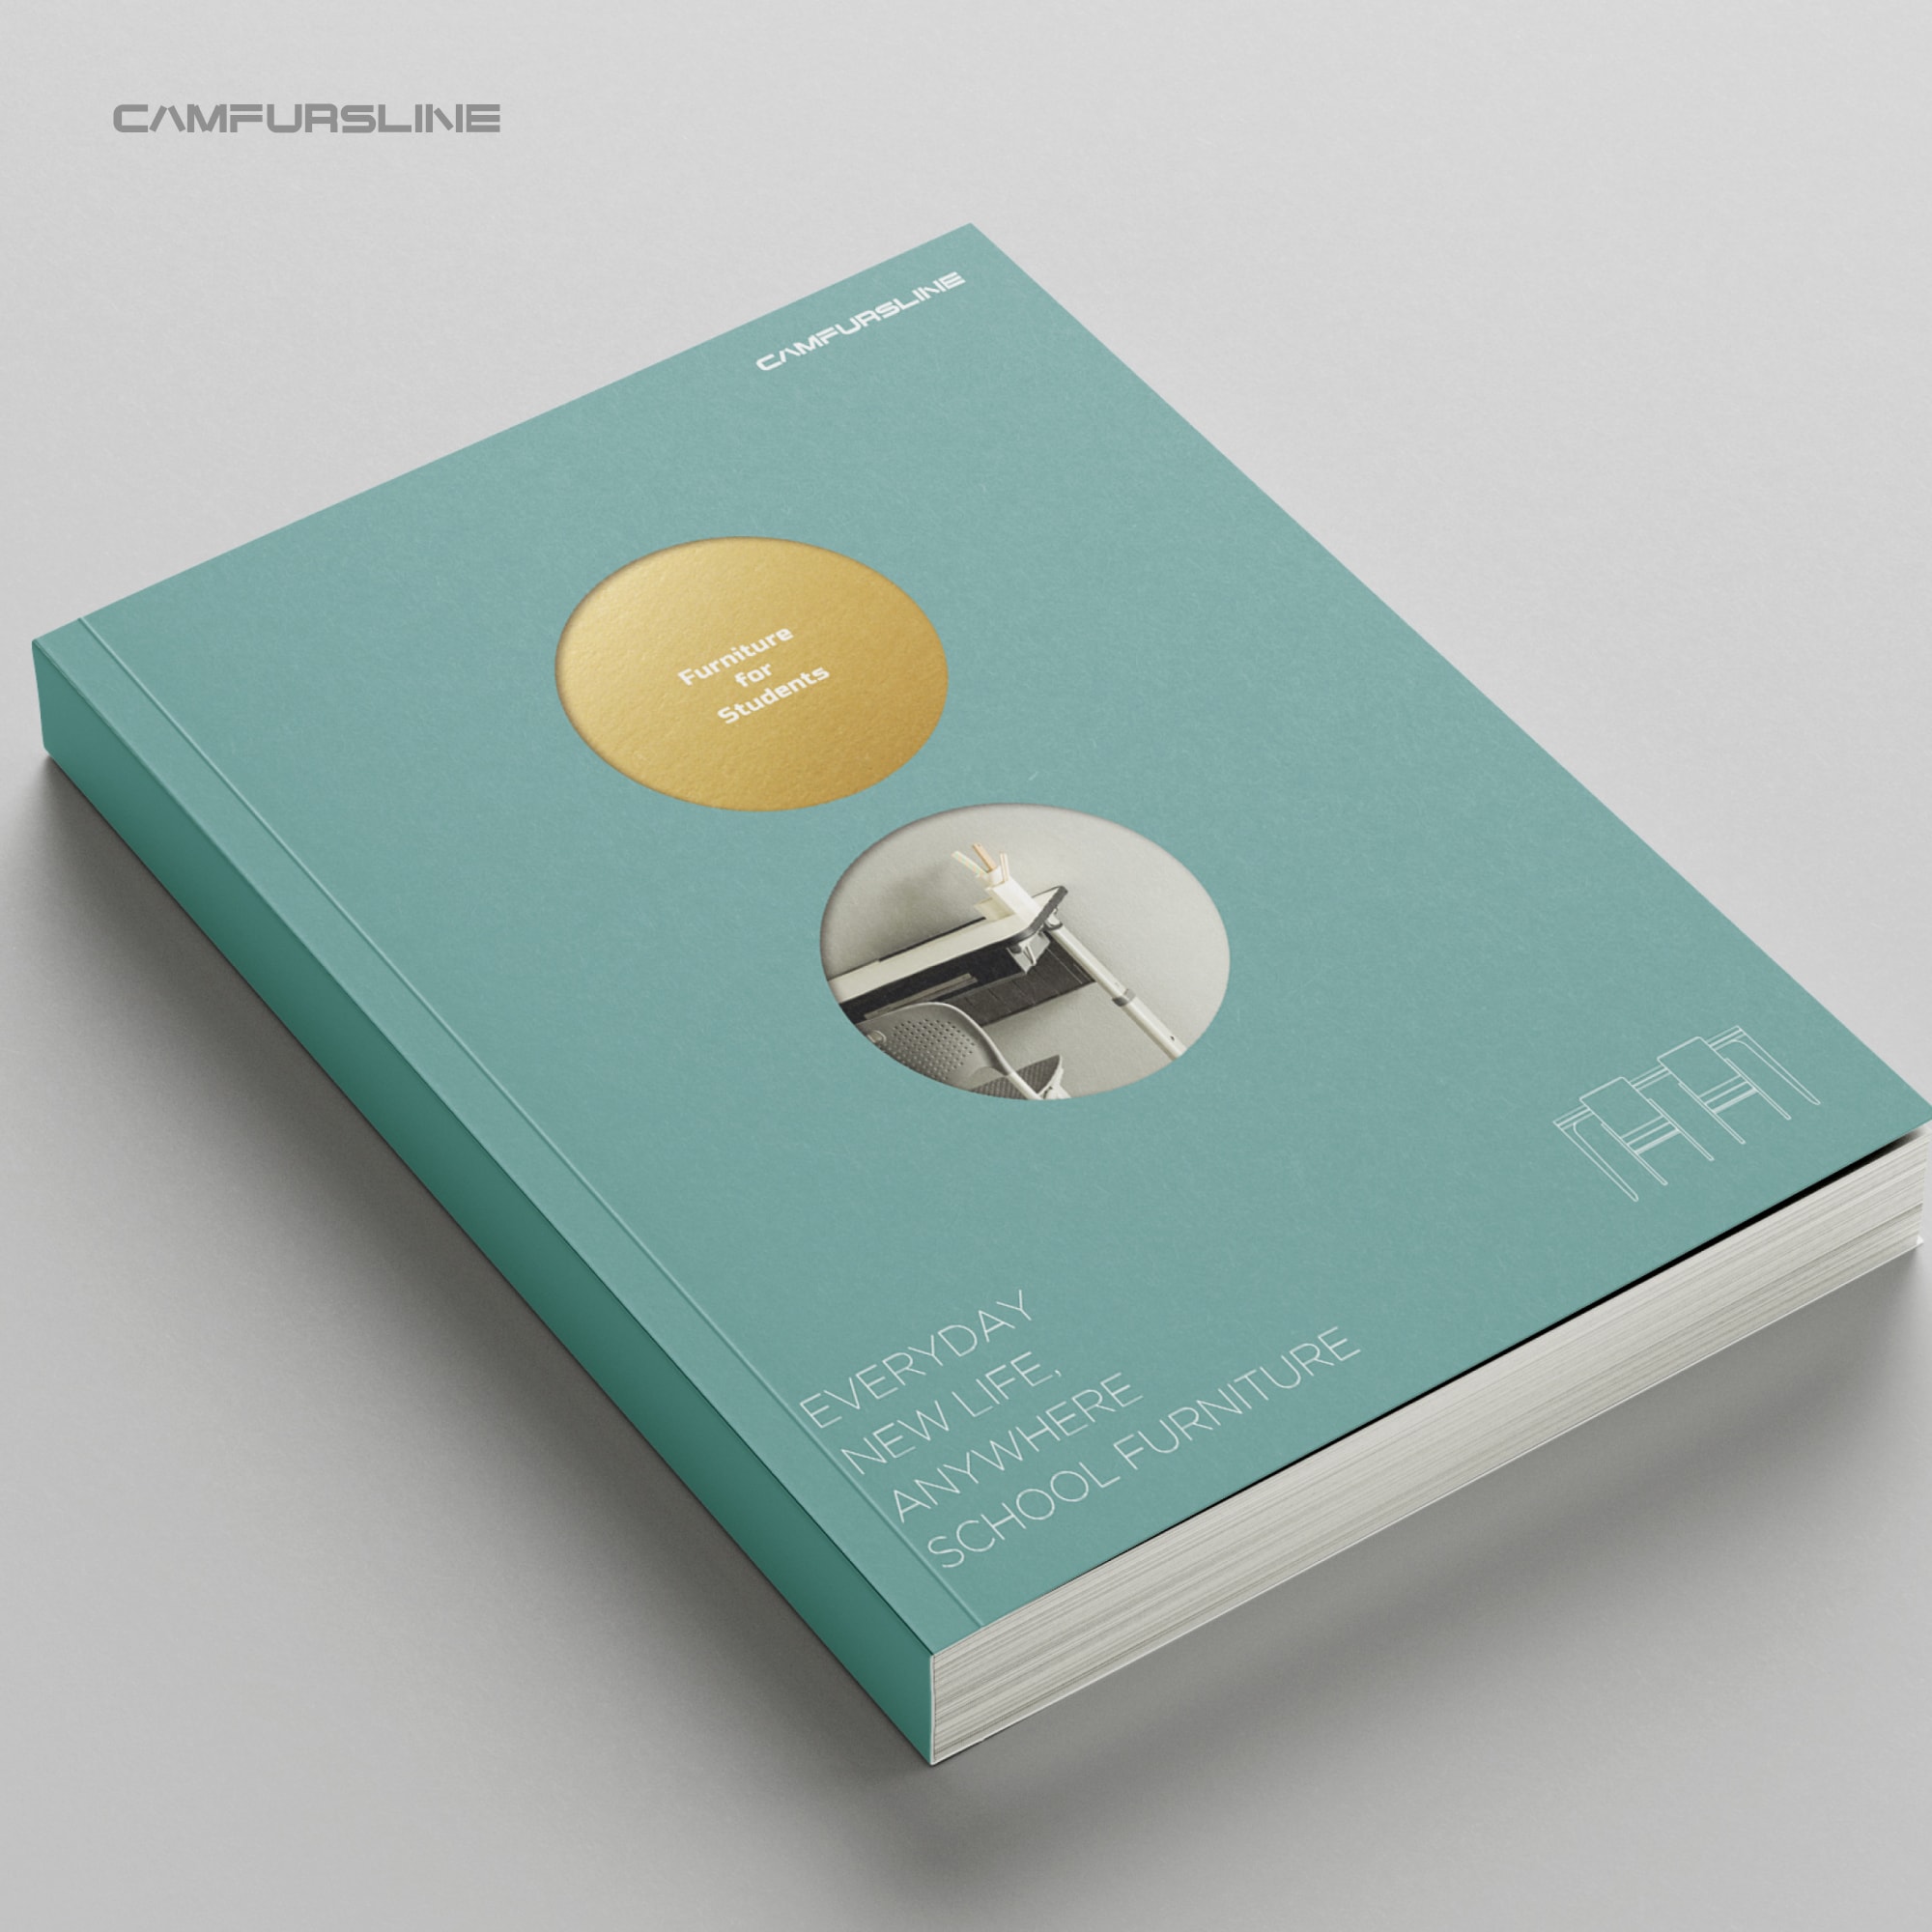 CAMFURSLINE
CAMFURSLINE
Furniture
for
Students
EVERYDAY
NEW LIFE,
ANYWHERE
SCHOOL FURNITURE